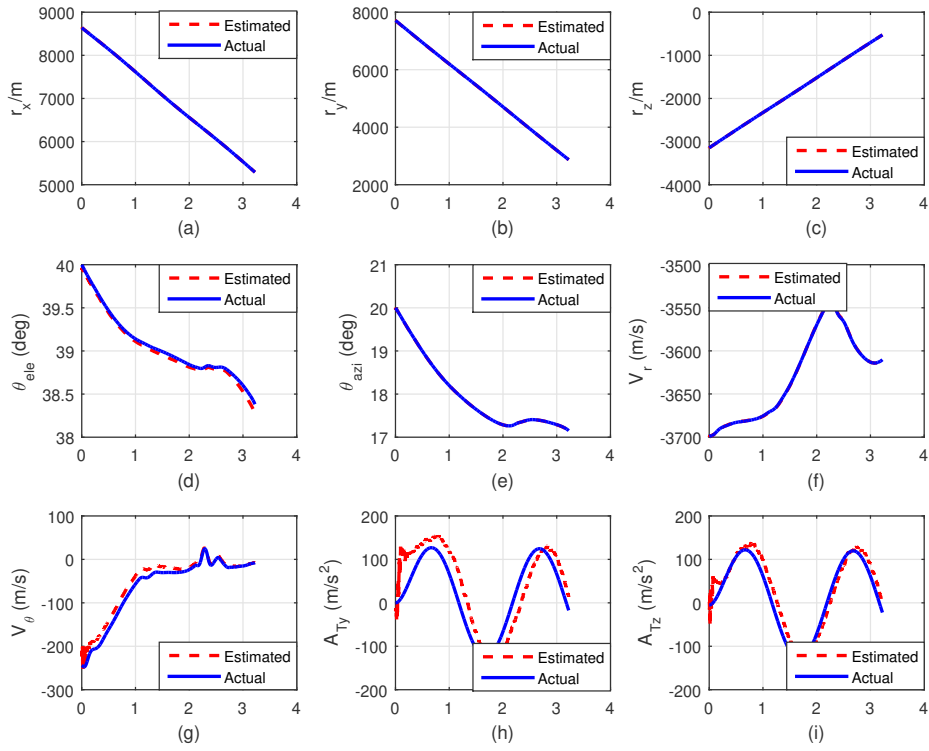 9000
8000
7000
6000
5000
r_x/m
0 1 2 3 4
(a)
Estimated
Actual
8000
6000
4000
2000
r_y/m
0 1 2 3 4
(b)
Estimated
Actual
0
-1000
-2000
-3000
-4000
r_z/m
0 1 2 3 4
(c)
Estimated
Actual
40
39.5
39
38.5
38
θ_ele (deg)
0 1 2 3 4
(d)
Estimated
Actual
21
20
19
18
17
θ_azi (deg)
0 1 2 3 4
(e)
Estimated
Actual
-3500
-3550
-3600
-3650
-3700
V_r (m/s)
0 1 2 3 4
(f)
Estimated
Actual
100
0
-100
-200
-300
V_θ (m/s)
0 1 2 3 4
(g)
Estimated
Actual
200
100
0
-100
-200
A_Ty (m/s²)
0 1 2 3 4
(h)
Estimated
Actual
200
100
0
-100
-200
A_Tz (m/s²)
0 1 2 3 4
(i)
Estimated
Actual